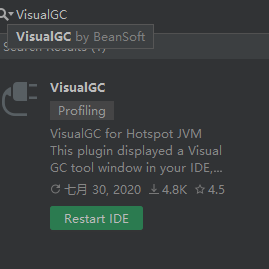 VisualGC
VisualGC by BeanSoft
Search Results (1)
VisualGC
Profiling
VisualGC for Hotspot JVM
This plugin displayed a Visual
GC tool window in your IDE,...
七月 30, 2020 4.8K 4.5
Restart IDE